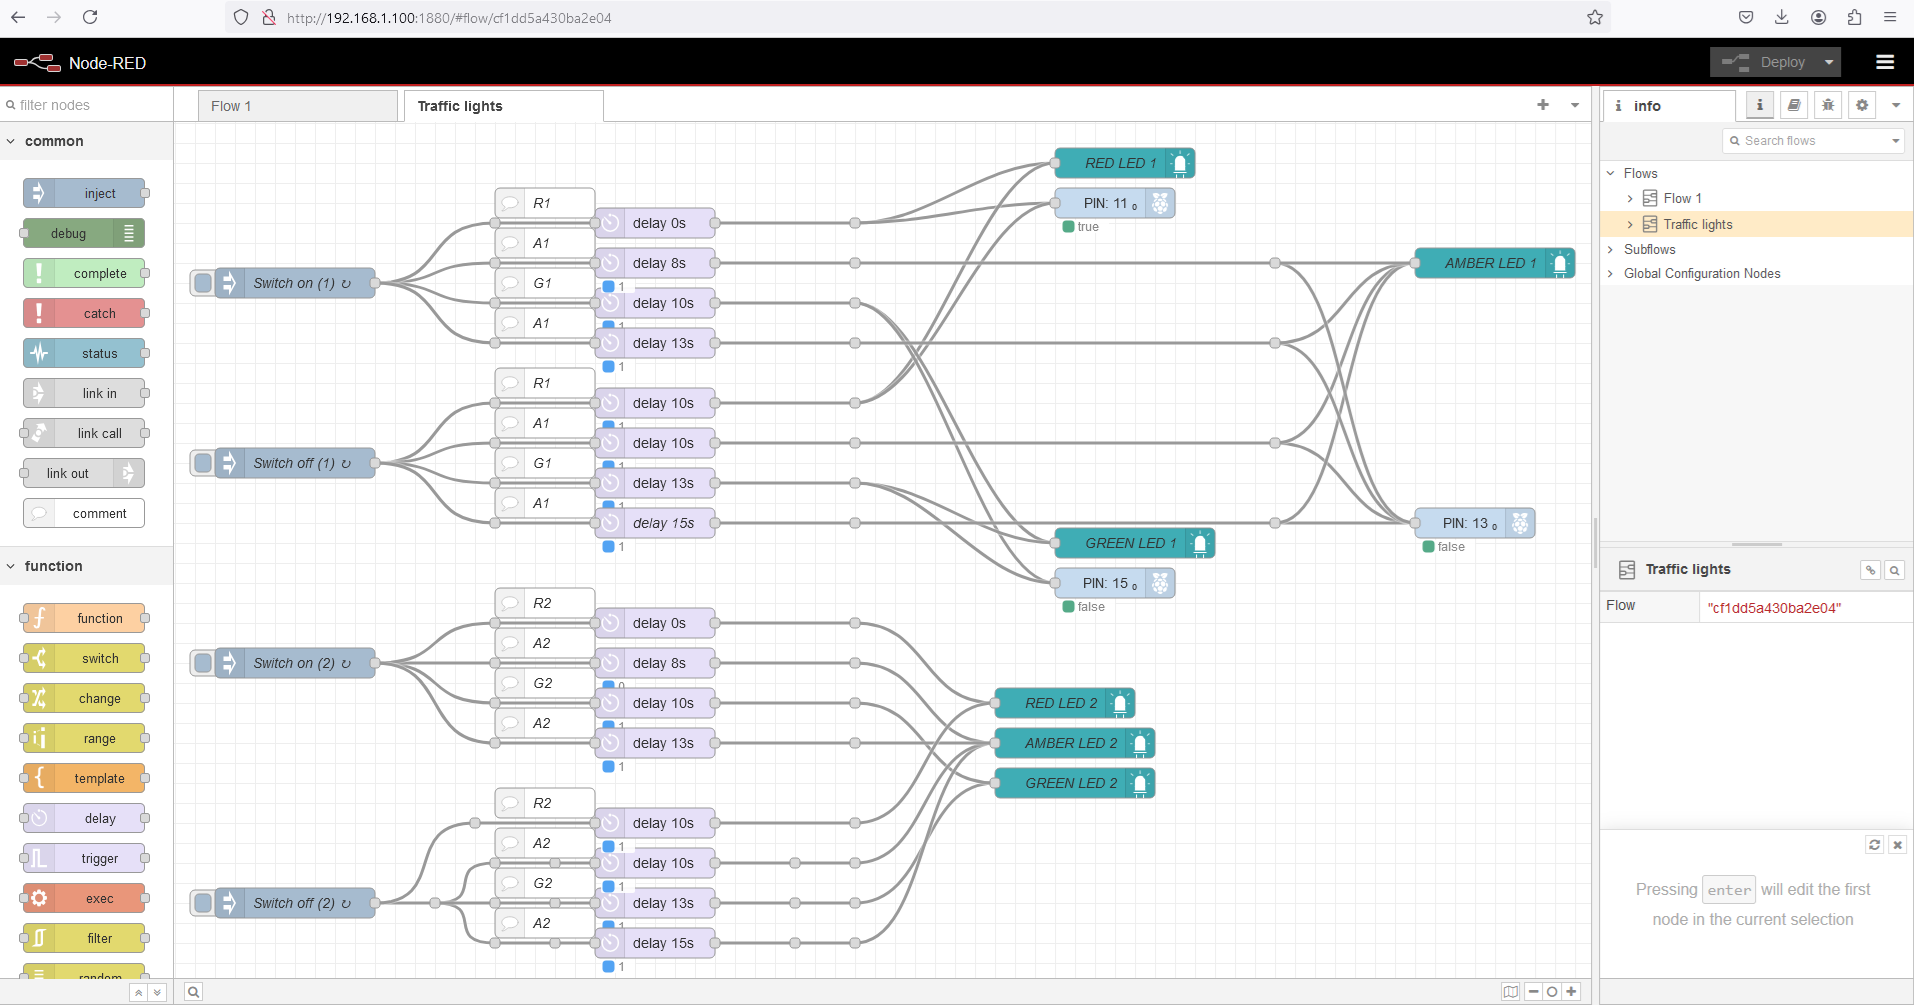 http://192.168.1.100:1880/#flow/cf1dd5a430ba2e04
Node-RED
Deploy
filter nodes
common
inject
debug
complete
catch
status
link in
link call
link out
comment
function
function
switch
change
range
template
delay
trigger
exec
filter
random
Flow 1
Traffic lights
Switch on (1) ↻
R1
delay 0s
A1
delay 8s
1
G1
delay 10s
1
A1
delay 13s
1
Switch off (1) ↻
R1
delay 10s
1
A1
delay 10s
1
G1
delay 13s
1
A1
delay 15s
1
RED LED 1
PIN: 11 0
true
AMBER LED 1
PIN: 13 0
false
GREEN LED 1
PIN: 15 0
false
Switch on (2) ↻
R2
delay 0s
A2
delay 8s
0
G2
delay 10s
1
A2
delay 13s
1
RED LED 2
AMBER LED 2
GREEN LED 2
Switch off (2) ↻
R2
delay 10s
1
A2
delay 10s
1
G2
delay 13s
1
A2
delay 15s
1
i info
Search flows
Flows
Flow 1
Traffic lights
Subflows
Global Configuration Nodes
Traffic lights
Flow "cf1dd5a430ba2e04"
Pressing enter will edit the first
node in the current selection